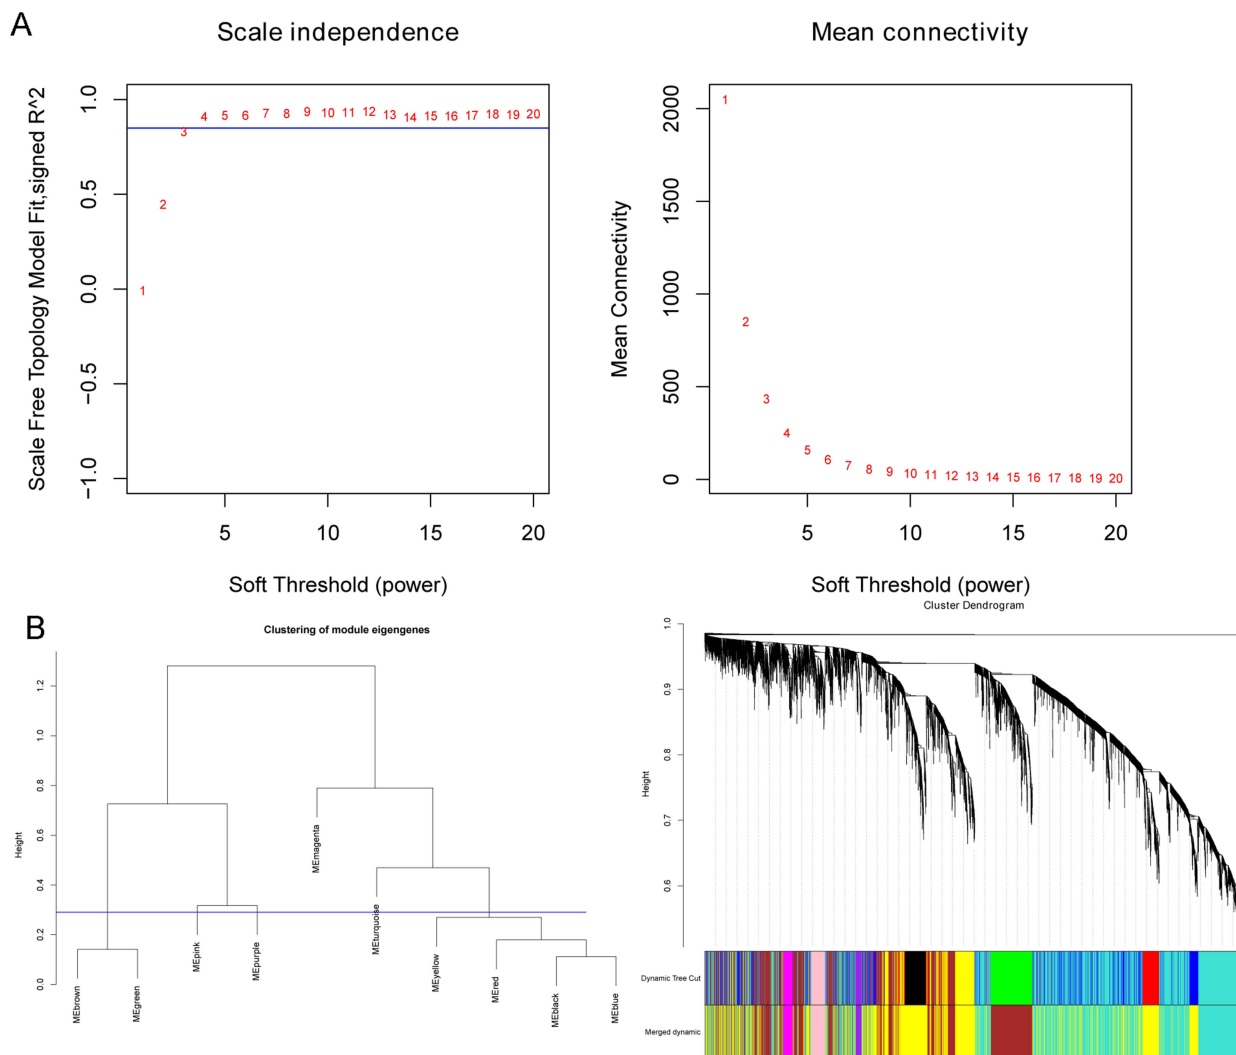 A
Scale independence
Scale Free Topology Model Fit,signed R^2
1.0
0.5
0.0
−0.5
−1.0
1
2
3
4 5 6 7 8 9 10 11 12 13 14 15 16 17 18 19 20
5 10 15 20
Soft Threshold (power)
Mean connectivity
Mean Connectivity
2000
1500
1000
500
0
1
2
3
4
5
6 7 8 9 10 11 12 13 14 15 16 17 18 19 20
5 10 15 20
Soft Threshold (power)
B
Clustering of module eigengenes
Height
1.2
1.0
0.8
0.6
0.4
0.2
0.0
MEbrown
MEgreen
MEpink
MEpurple
MEmagenta
MEturquoise
MEyellow
MEred
MEblack
MEblue
Cluster Dendrogram
Height
1.0
0.9
0.8
0.7
0.6
Dynamic Tree Cut
Merged dynamic